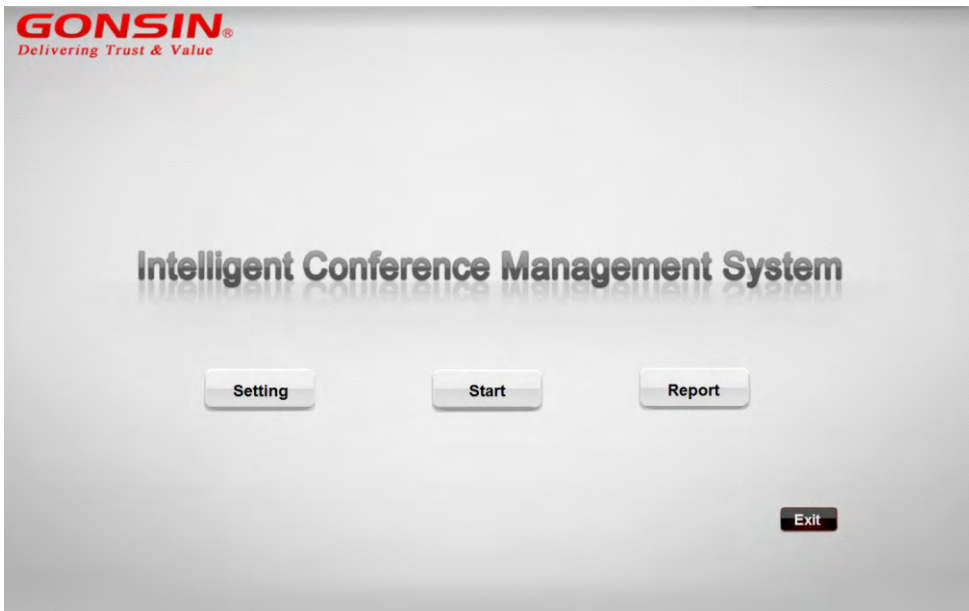 GONSIN®
Delivering Trust & Value
Intelligent Conference Management System
Setting
Start
Report
Exit